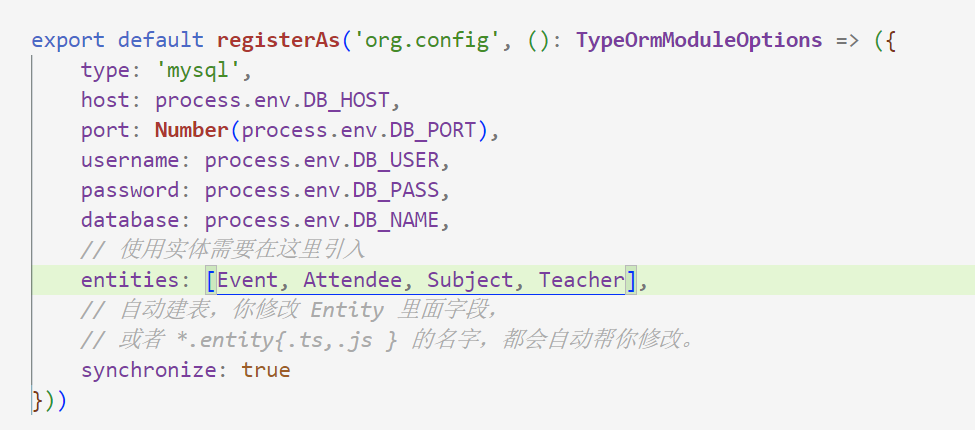 export default registerAs('org.config', (): TypeOrmModuleOptions => ({
    type: 'mysql',
    host: process.env.DB_HOST,
    port: Number(process.env.DB_PORT),
    username: process.env.DB_USER,
    password: process.env.DB_PASS,
    database: process.env.DB_NAME,
    // 使用实体需要在这里引入
    entities: [Event, Attendee, Subject, Teacher],
    // 自动建表，你修改 Entity 里面字段，
    // 或者 *.entity{.ts,.js } 的名字，都会自动帮你修改。
    synchronize: true
}))